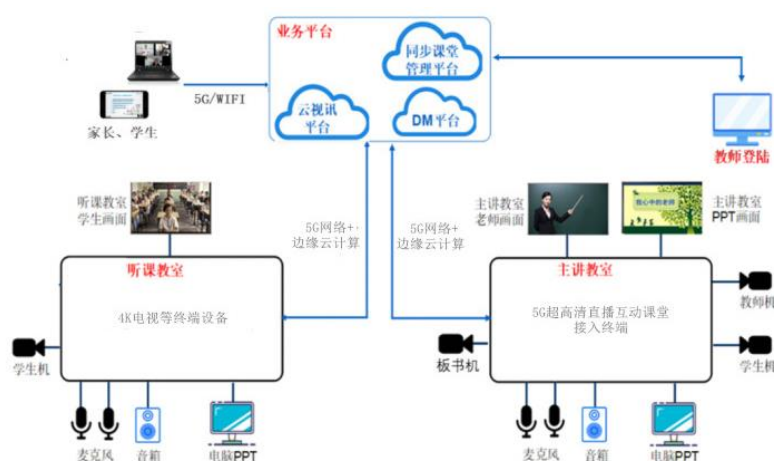 业务平台
同步课堂
管理平台
云视讯
平台
DM平台
5G/WIFI
家长、学生
教师登陆
听课教室
学生画面
5G网络+
边缘云计算
5G网络+
边缘云计算
主讲教室
老师画面
我心中的老师
主讲教室
PPT画面
听课教室
4K电视等终端设备
学生机
麦克风
音箱
电脑PPT
主讲教室
5G超高清直播互动课堂
接入终端
教师机
板书机
学生机
麦克风
音箱
电脑PPT